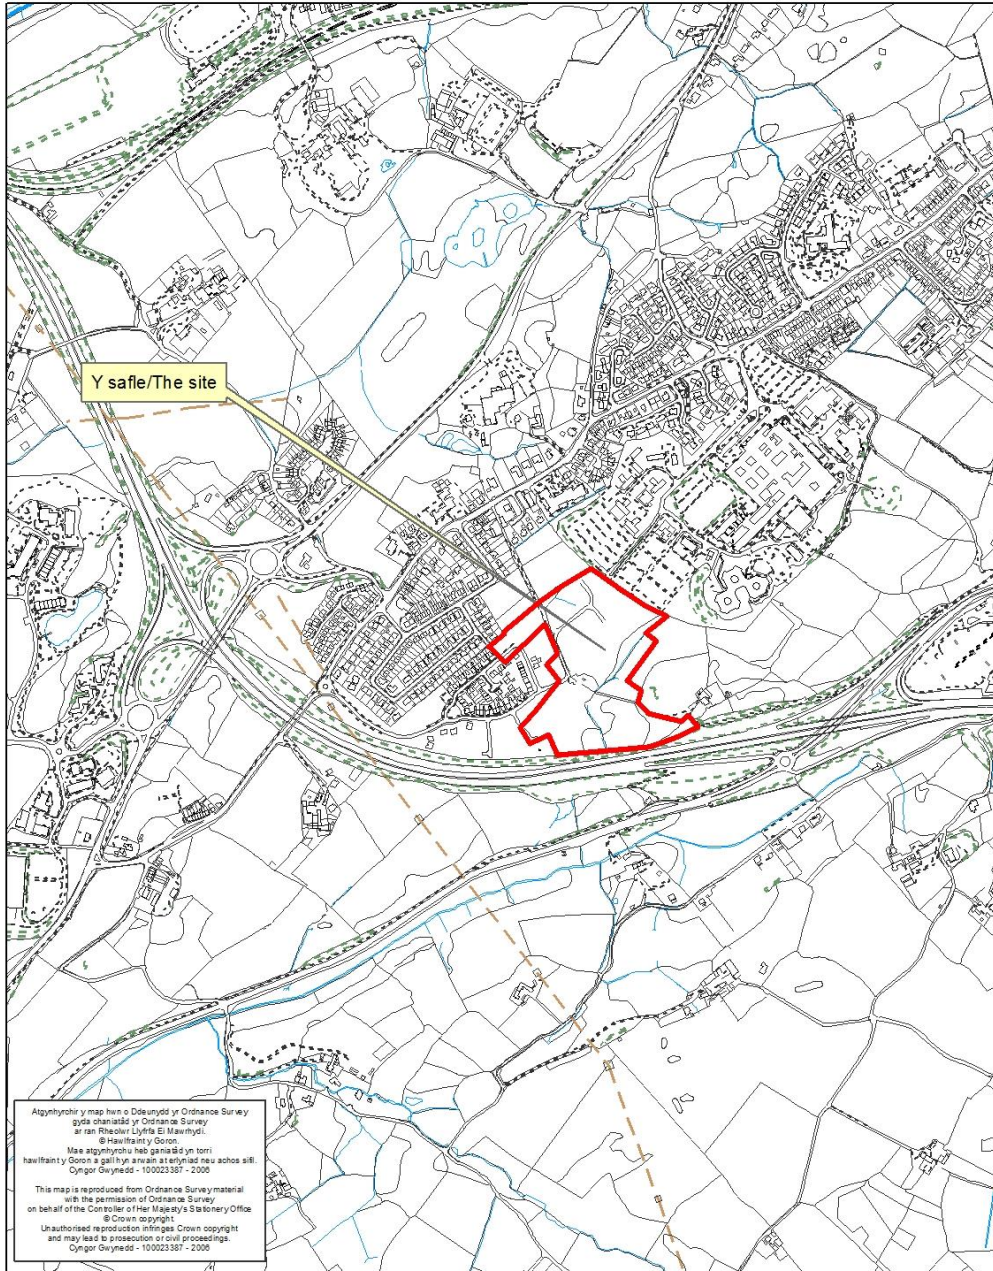 Y safle/The site
Atgynhyrchir y map hwn o Ddeunydd yr Ordnance Survey
gyda chaniatâd yr Ordnance Survey
ar ran Rheolwr Llyfrfa Ei Mawrhydi.
© Hawlfraint y Goron.
Mae atgynhyrchu heb ganiatâd yn torri
hawlfraint y Goron a gall hyn arwain at erlyniad neu achos sifil.
Cyngor Gwynedd - 100023387 - 2006
This map is reproduced from Ordnance Survey material
with the permission of Ordnance Survey
on behalf of the Controller of Her Majesty's Stationery Office
© Crown copyright.
Unauthorised reproduction infringes Crown copyright
and may lead to prosecution or civil proceedings.
Cyngor Gwynedd - 100023387 - 2006